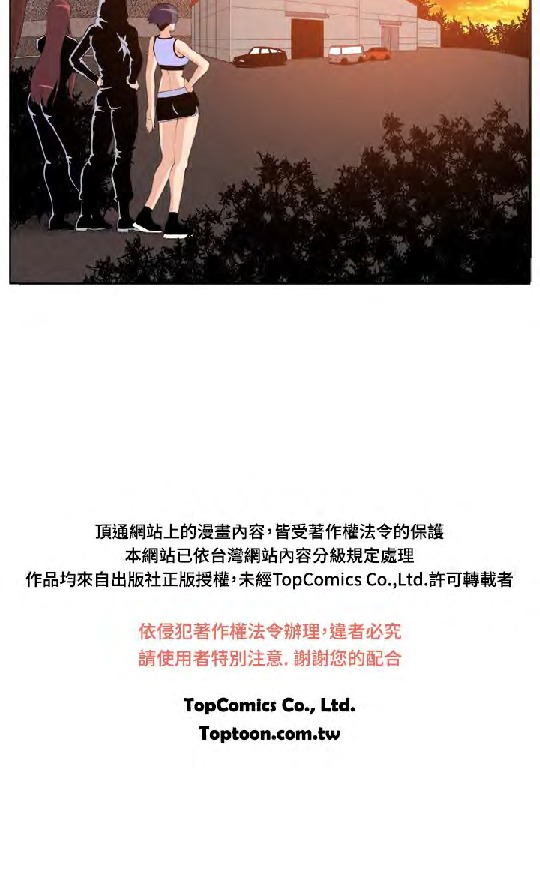 頂通網站上的漫畫內容，皆受著作權法令的保護
本網站已依台灣網站內容分級規定處理
作品均來自出版社正版授權，未經TopComics Co.,Ltd.許可轉載者
依侵犯著作權法令辦理，違者必究
請使用者特別注意. 謝謝您的配合
TopComics Co., Ltd.
Toptoon.com.tw